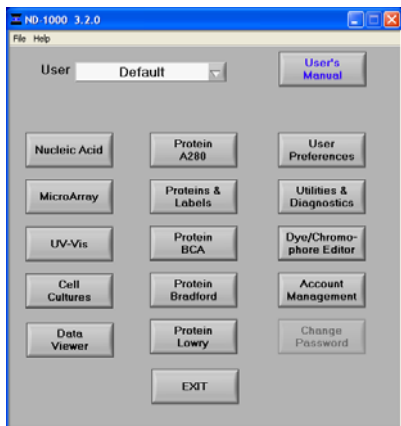 ND-1000 3.2.0
File Help
User Default
User's
Manual
Nucleic Acid
Protein
A280
User
Preferences
MicroArray
Proteins &
Labels
Utilities &
Diagnostics
UV-Vis
Protein
BCA
Dye/Chromo-
phore Editor
Cell
Cultures
Protein
Bradford
Account
Management
Data
Viewer
Protein
Lowry
Change
Password
EXIT